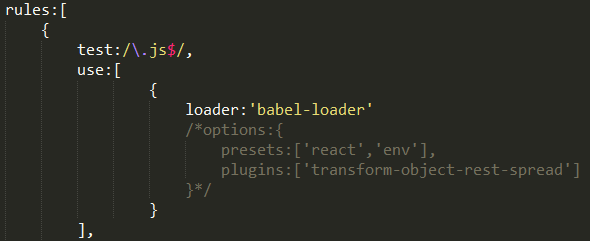 rules:[
    {
        test:/\.js$/,
        use:[
            {
                loader:'babel-loader'
                /*options:{
                    presets:['react','env'],
                    plugins:['transform-object-rest-spread']
                }*/
            }
        ],